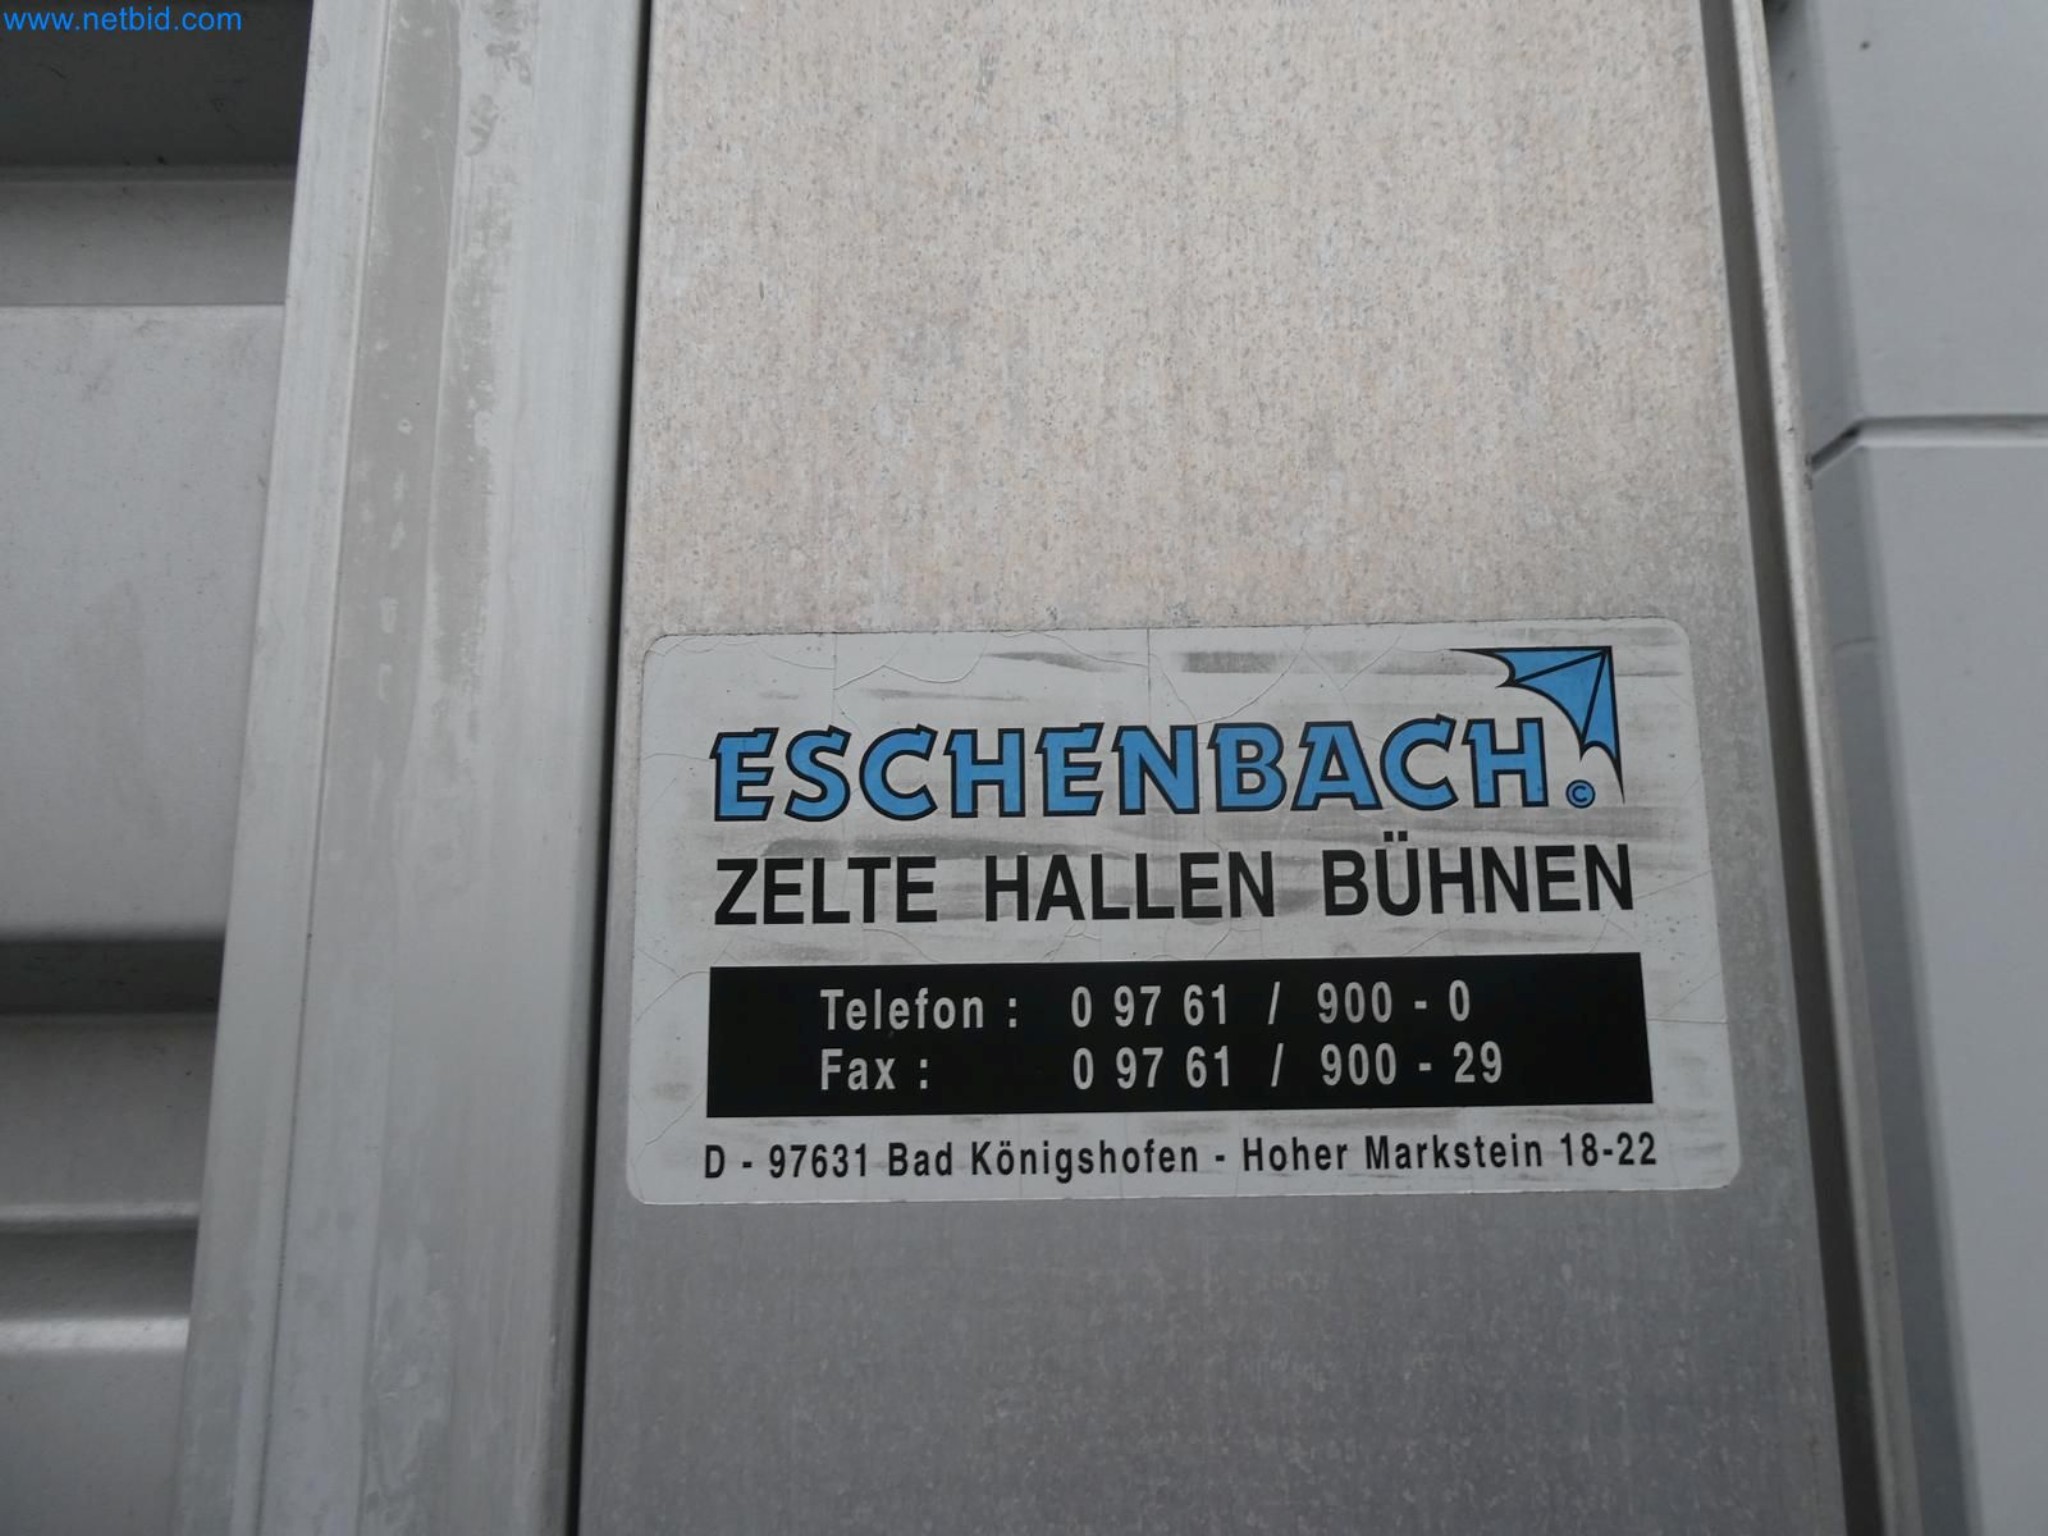 www.netbid.com
ESCHENBACH ©
ZELTE HALLEN BÜHNEN
Telefon : 0 97 61 / 900 - 0
Fax : 0 97 61 / 900 - 29
D - 97631 Bad Königshofen - Hoher Markstein 18-22